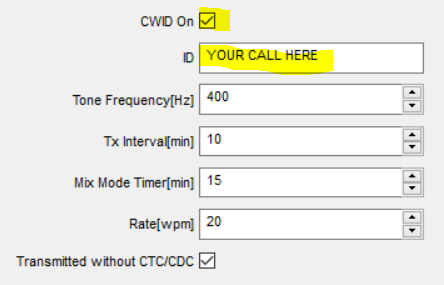 CWID On
ID YOUR CALL HERE
Tone Frequency[Hz] 400
Tx Interval[min] 10
Mix Mode Timer[min] 15
Rate[wpm] 20
Transmitted without CTC/CDC